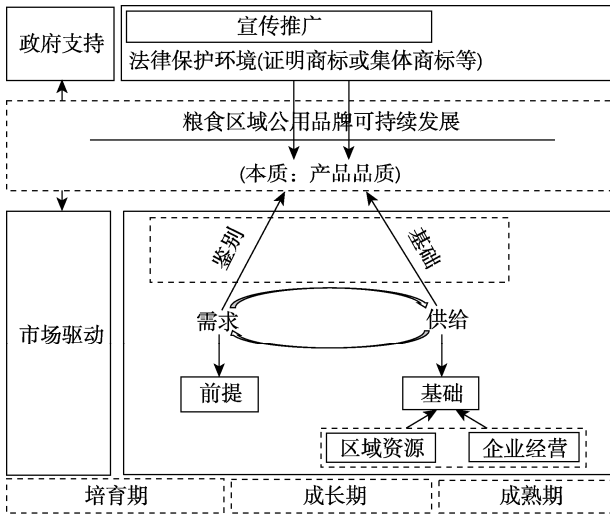 政府支持
宣传推广
法律保护环境(证明商标或集体商标等)
粮食区域公用品牌可持续发展
(本质：产品品质)
市场驱动
鉴别
基础
需求
供给
前提
基础
区域资源
企业经营
培育期
成长期
成熟期